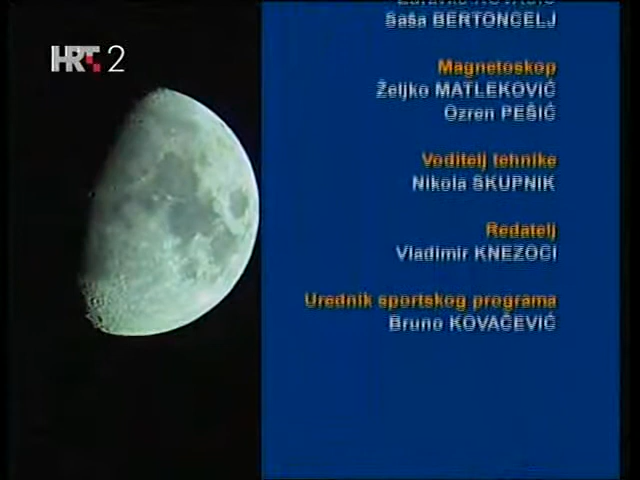 HRT 2
Saša BERTONCELJ
Magnetoskop
Željko MATLEKOVIĆ
Ozren PEŠIĆ
Voditelj tehnike
Nikola SKUPNIK
Redatelj
Vladimir KNEZOCI
Urednik sportskog programa
Bruno KOVAČEVIĆ